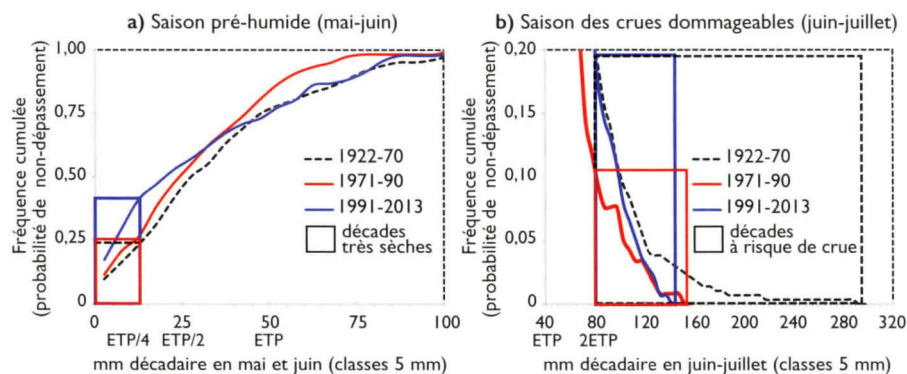 a) Saison pré-humide (mai-juin)
Fréquence cumulée
(probabilité de non-dépassement)
1,00
0,75
0,50
0,25
0
1922-70
1971-90
1991-2013
décades
très sèches
0 25 50 75 100
ETP/4 ETP/2 ETP
mm décadaire en mai et juin (classes 5 mm)
b) Saison des crues dommageables (juin-juillet)
Fréquence cumulée
(probabilité de non-dépassement)
0,20
0,15
0,10
0,05
0
1922-70
1971-90
1991-2013
décades
à risque de crue
40 80 120 160 200 240 280 320
ETP 2ETP
mm décadaire en juin-juillet (classes 5 mm)